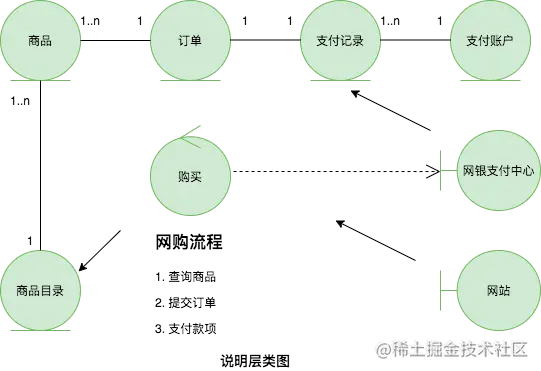 1..n
1
1
1
1..n
1
商品
订单
支付记录
支付账户
1..n
购买
网银支付中心
1
网购流程
商品目录
1. 查询商品
网站
2. 提交订单
3. 支付款项
说明层类图
@稀土掘金技术社区